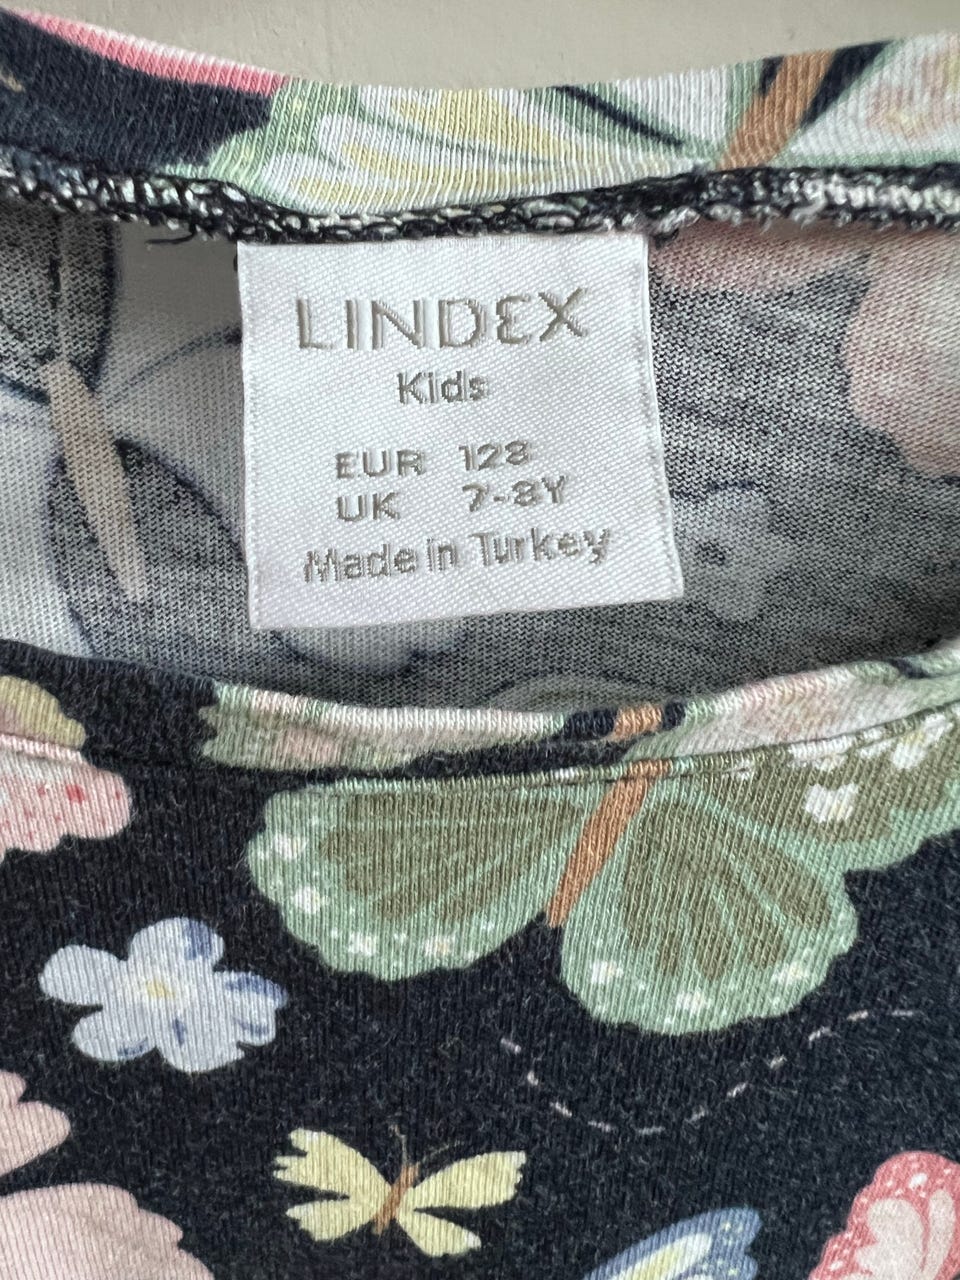 LINDEX
Kids
EUR 128
UK 7-8Y
Made in Turkey